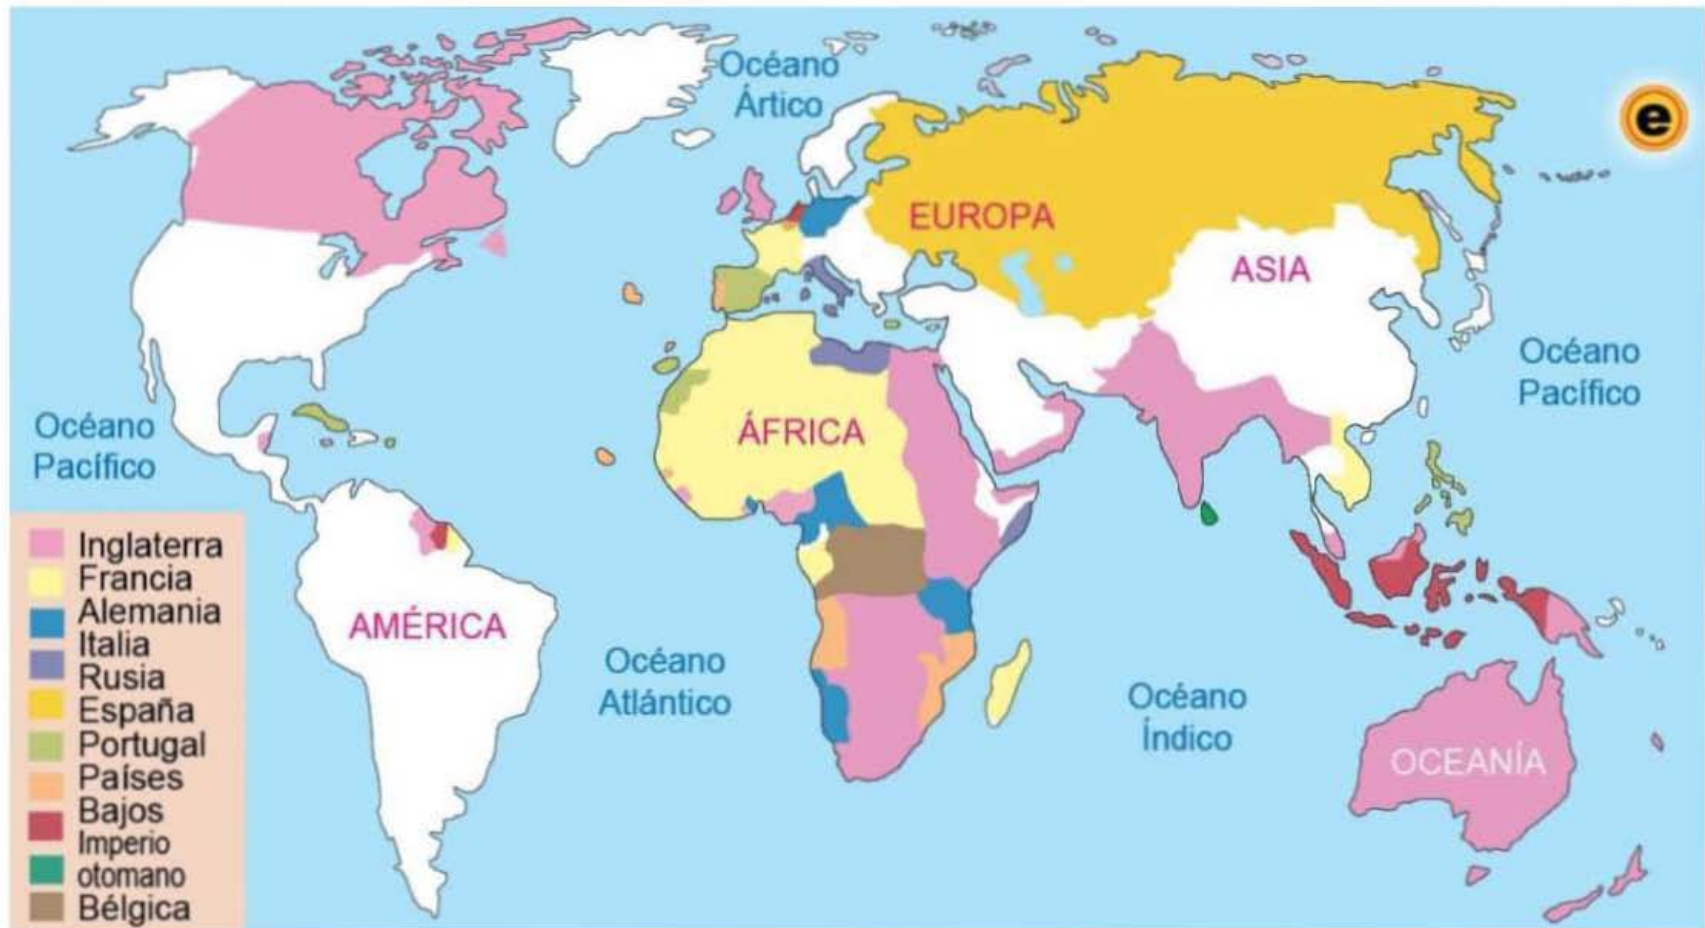 Océano
Ártico
e
EUROPA
ASIA
Océano
Pacífico
ÁFRICA
Océano
Pacífico
AMÉRICA
Océano
Atlántico
Océano
Índico
OCEANÍA
Inglaterra
Francia
Alemania
Italia
Rusia
España
Portugal
Países
Bajos
Imperio
otomano
Bélgica